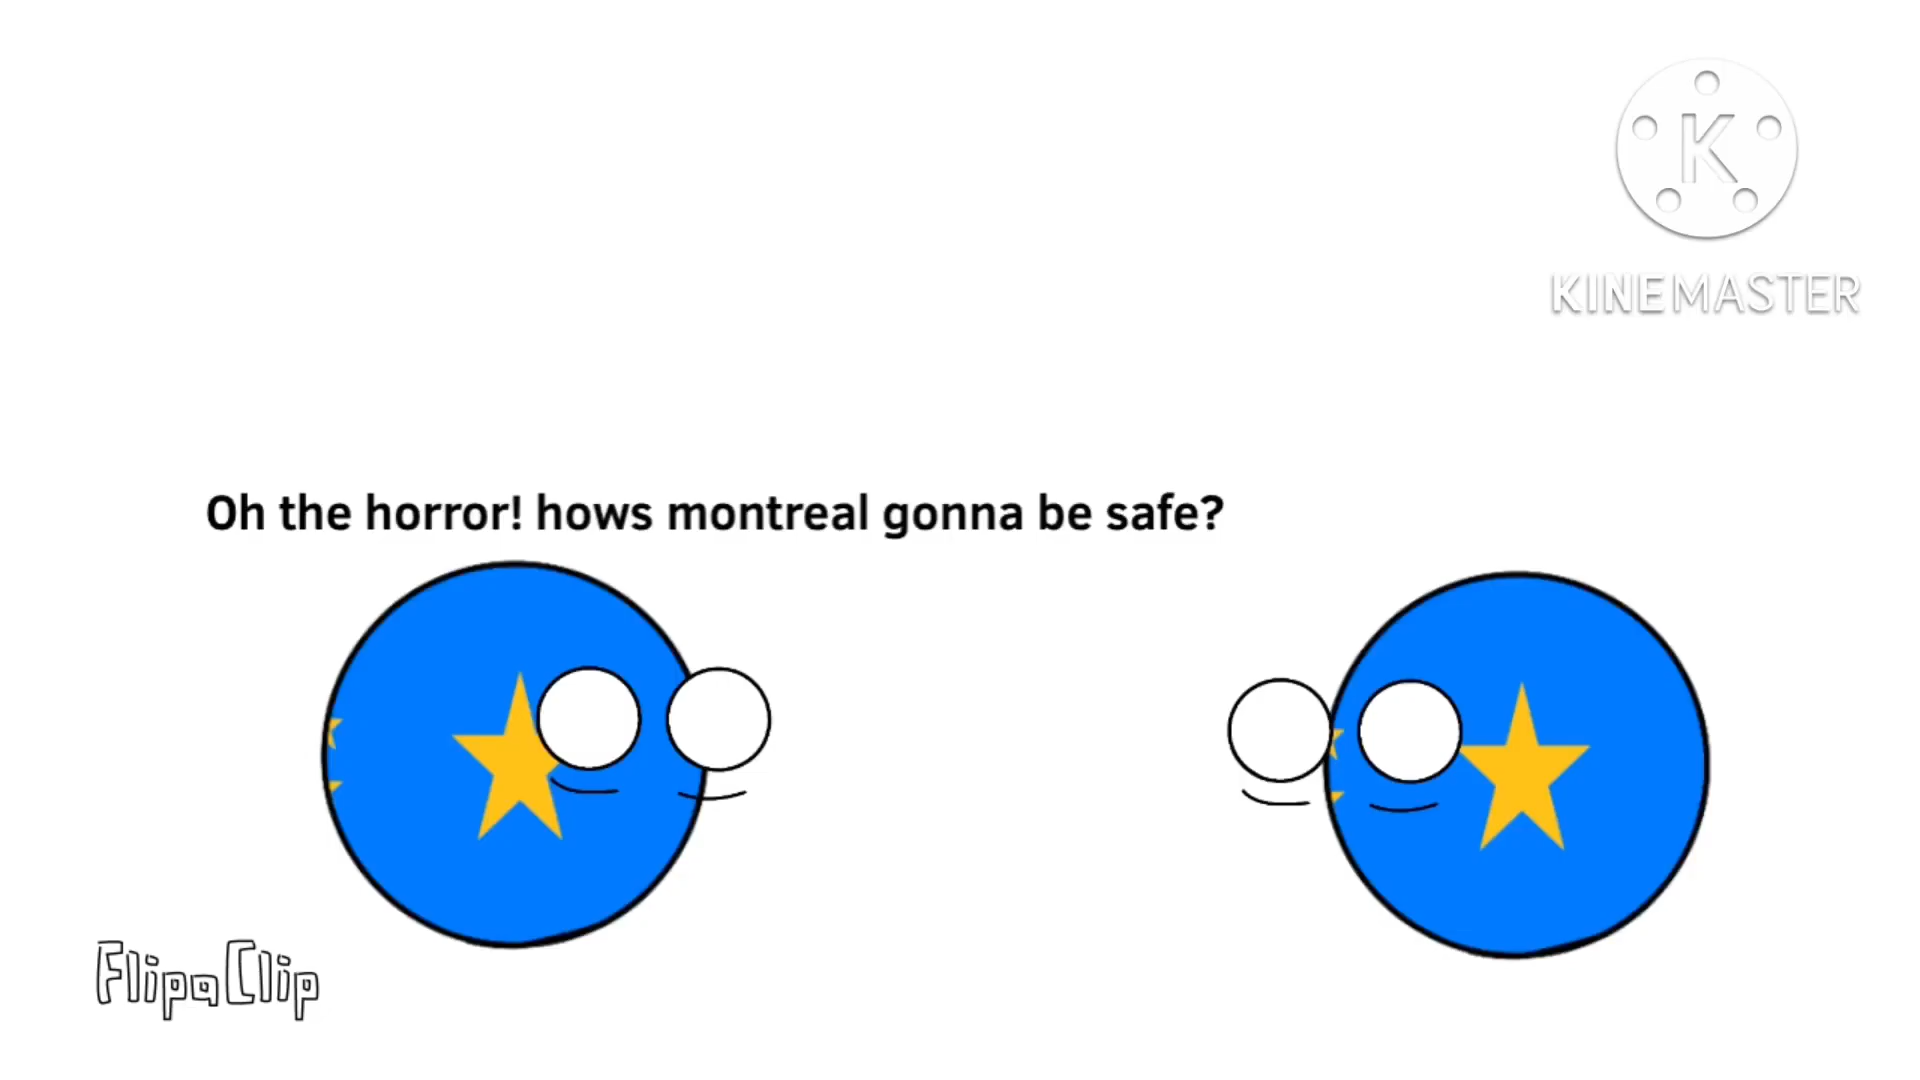 K
KINEMASTER
Oh the horror! hows montreal gonna be safe?
FlipaClip